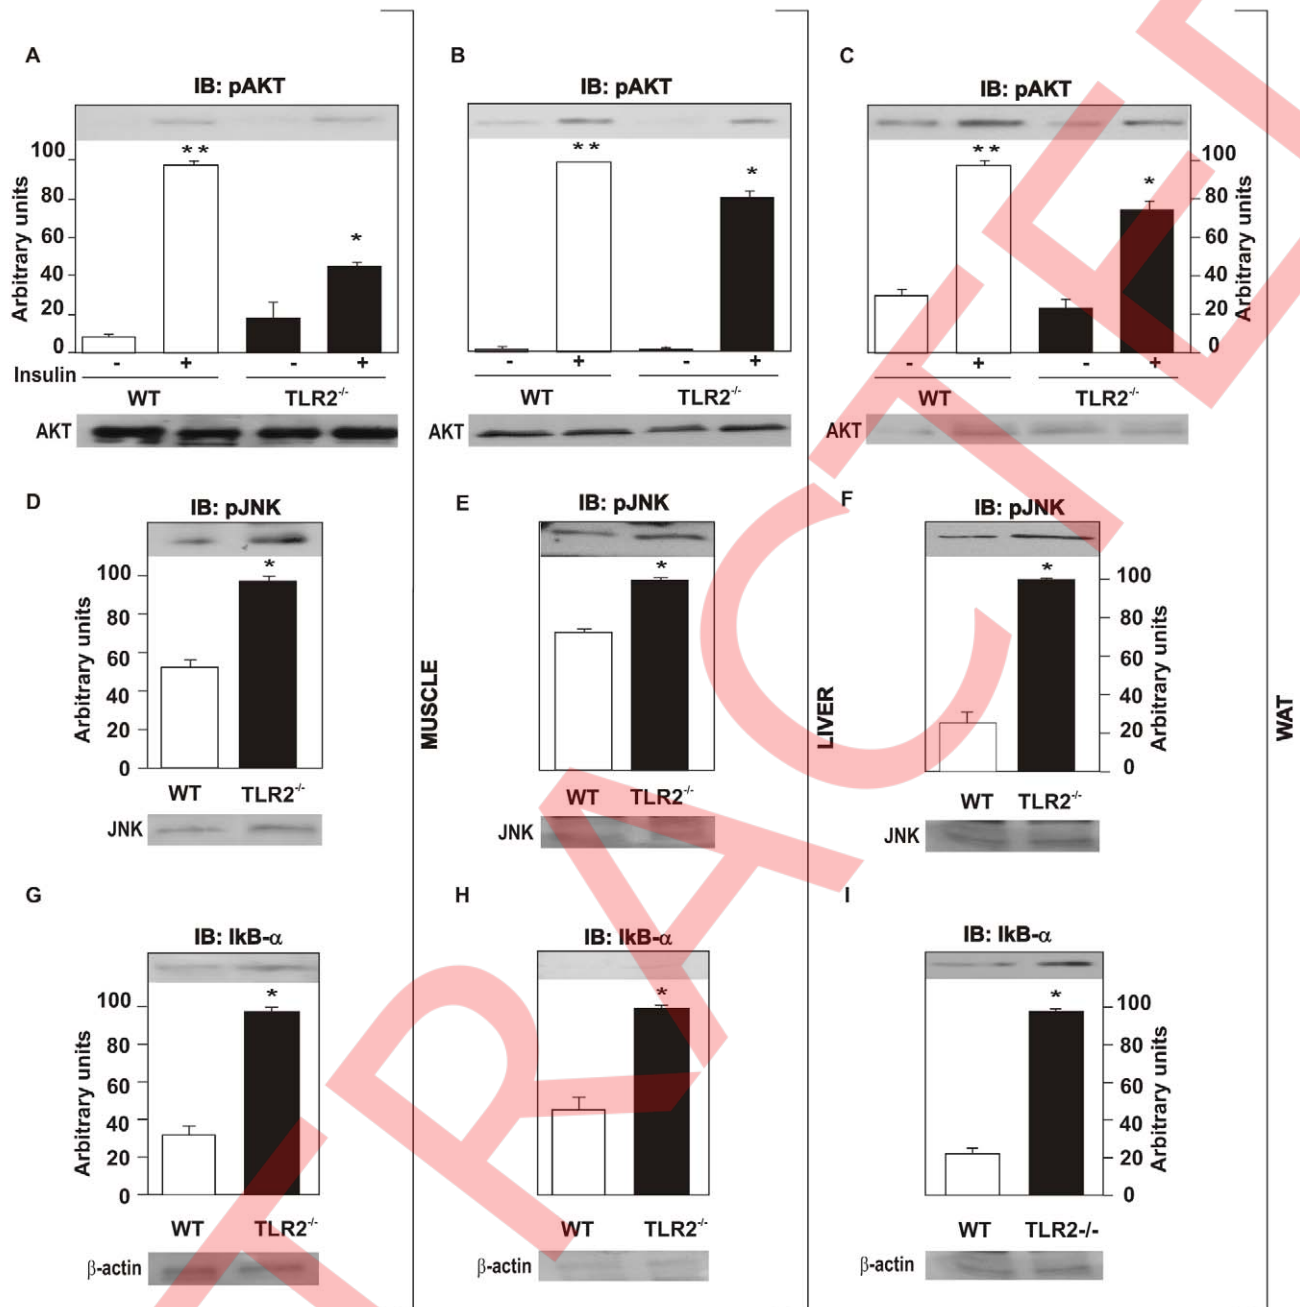 A
IB: pAKT
**
*
100
80
60
40
20
0
Arbitrary units
Insulin
- + - +
WT TLR2-/-
AKT
B
IB: pAKT
**
*
- + - +
WT TLR2-/-
AKT
C
IB: pAKT
**
*
100
80
60
40
20
0
Arbitrary units
- + - +
WT TLR2-/-
AKT
D
IB: pJNK
*
100
80
60
40
20
0
Arbitrary units
WT TLR2-/-
JNK
MUSCLE
E
IB: pJNK
*
WT TLR2-/-
JNK
LIVER
F
IB: pJNK
*
100
80
60
40
20
0
Arbitrary units
WT TLR2-/-
JNK
WAT
G
IB: IkB-α
*
100
80
60
40
20
0
Arbitrary units
WT TLR2-/-
β-actin
H
IB: IkB-α
*
WT TLR2-/-
β-actin
I
IB: IkB-α
*
100
80
60
40
20
0
Arbitrary units
WT TLR2-/-
β-actin
TRACTE